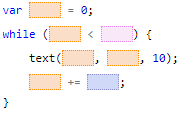 var = 0;
while ( < ) {
text( , , 10);
+= ;
}